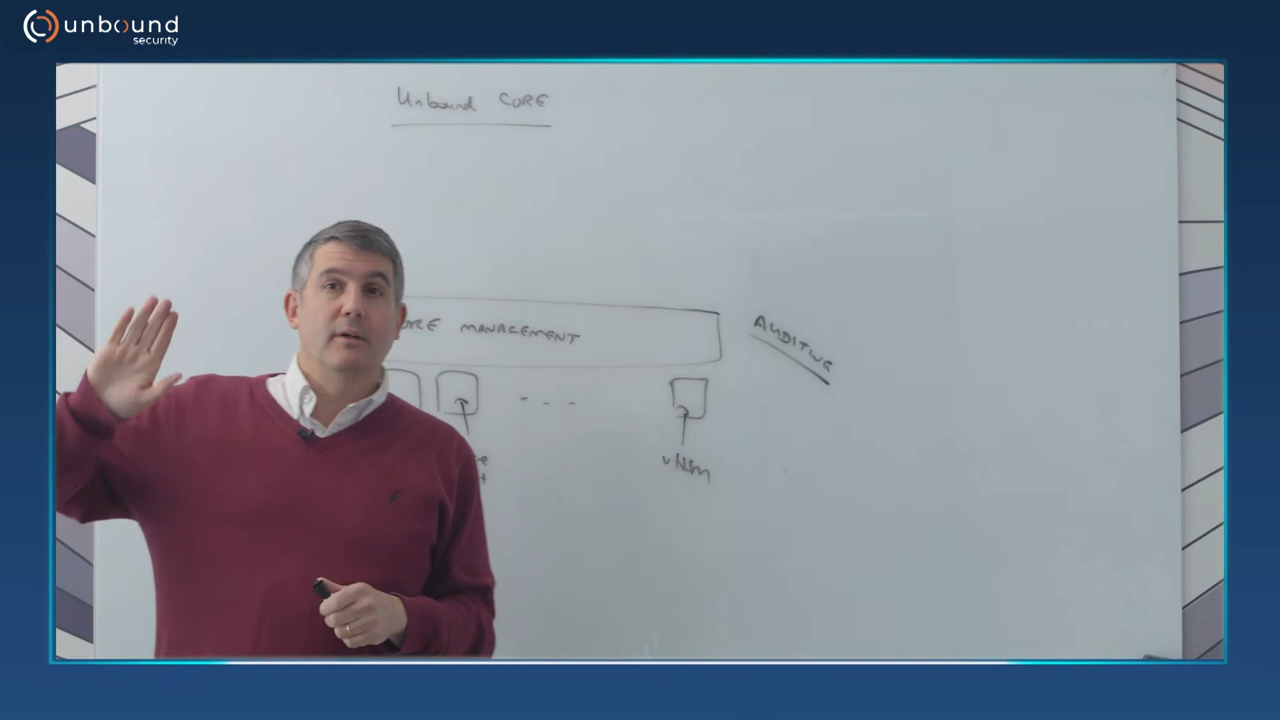 unbound
security
Unbound CORE
ORE MANAGEMENT
AUDITING
vHSM